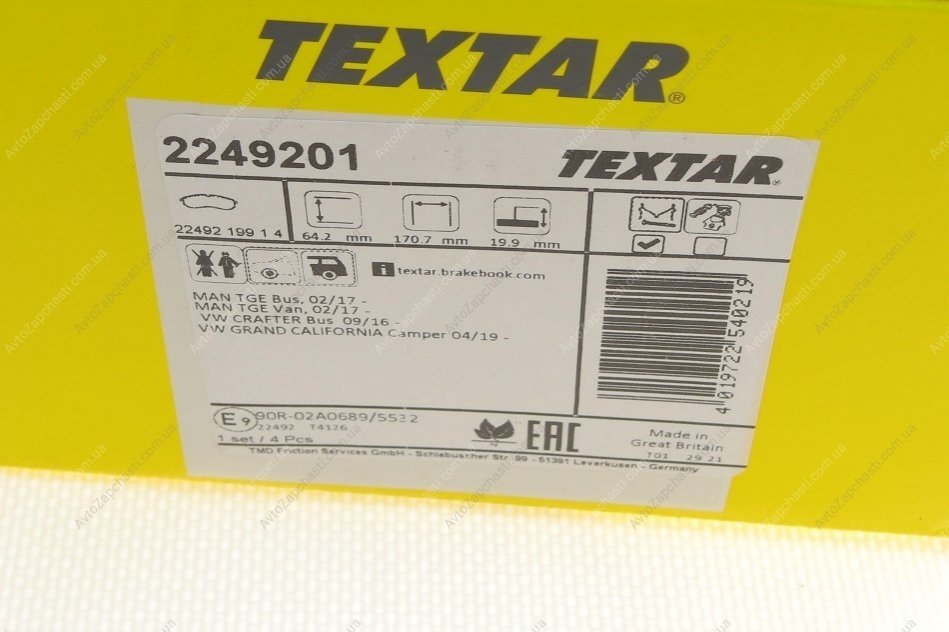 TEXTAR®
2249201
TEXTAR®
22492 199 1 4
64.2 mm
170.7 mm
19.9 mm
i textar.brakebook.com
MAN TGE Bus, 02/17 -
MAN TGE Van, 02/17 -
VW CRAFTER Bus 09/16 -
VW GRAND CALIFORNIA Camper 04/19 -
4 019722 540219
E9 90R-02A0689/5532
22492 T4126
1 set / 4 Pcs
EAC
Made in
Great Britain
T01 29 21
TMD Friction Services GmbH - Schlebuscher Str 99 - 51381 Leverkusen - Germany
AvtoZapchasti.com.ua